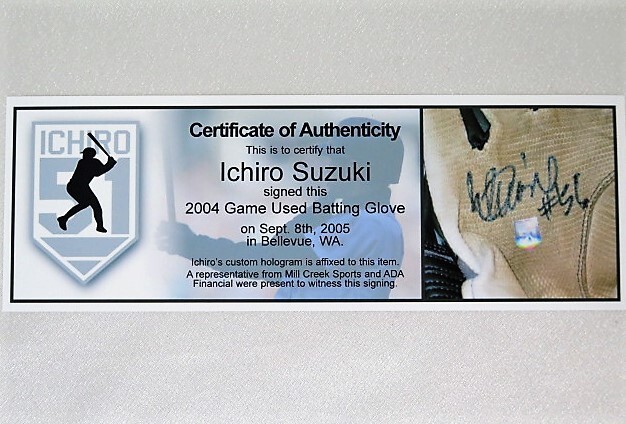 ICHIRO
51
Certificate of Authenticity
This is to certify that
Ichiro Suzuki
signed this
2004 Game Used Batting Glove
on Sept. 8th, 2005
in Bellevue, WA.
Ichiro's custom hologram is affixed to this item.
A representative from Mill Creek Sports and ADA
Financial were present to witness this signing.